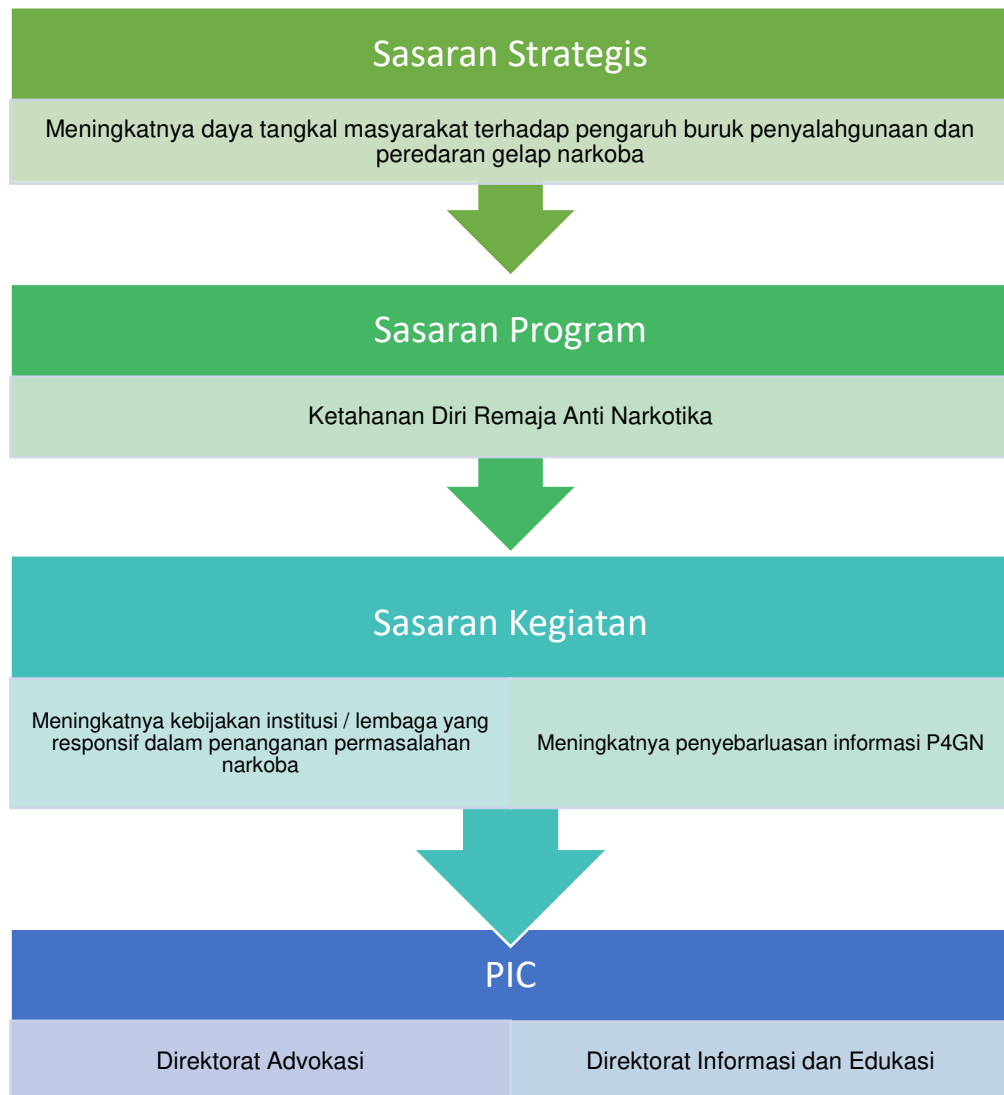 Sasaran Strategis
Meningkatnya daya tangkal masyarakat terhadap pengaruh buruk penyalahgunaan dan
peredaran gelap narkoba
Sasaran Program
Ketahanan Diri Remaja Anti Narkotika
Sasaran Kegiatan
Meningkatnya kebijakan institusi / lembaga yang
responsif dalam penanganan permasalahan
narkoba
Meningkatnya penyebarluasan informasi P4GN
PIC
Direktorat Advokasi
Direktorat Informasi dan Edukasi